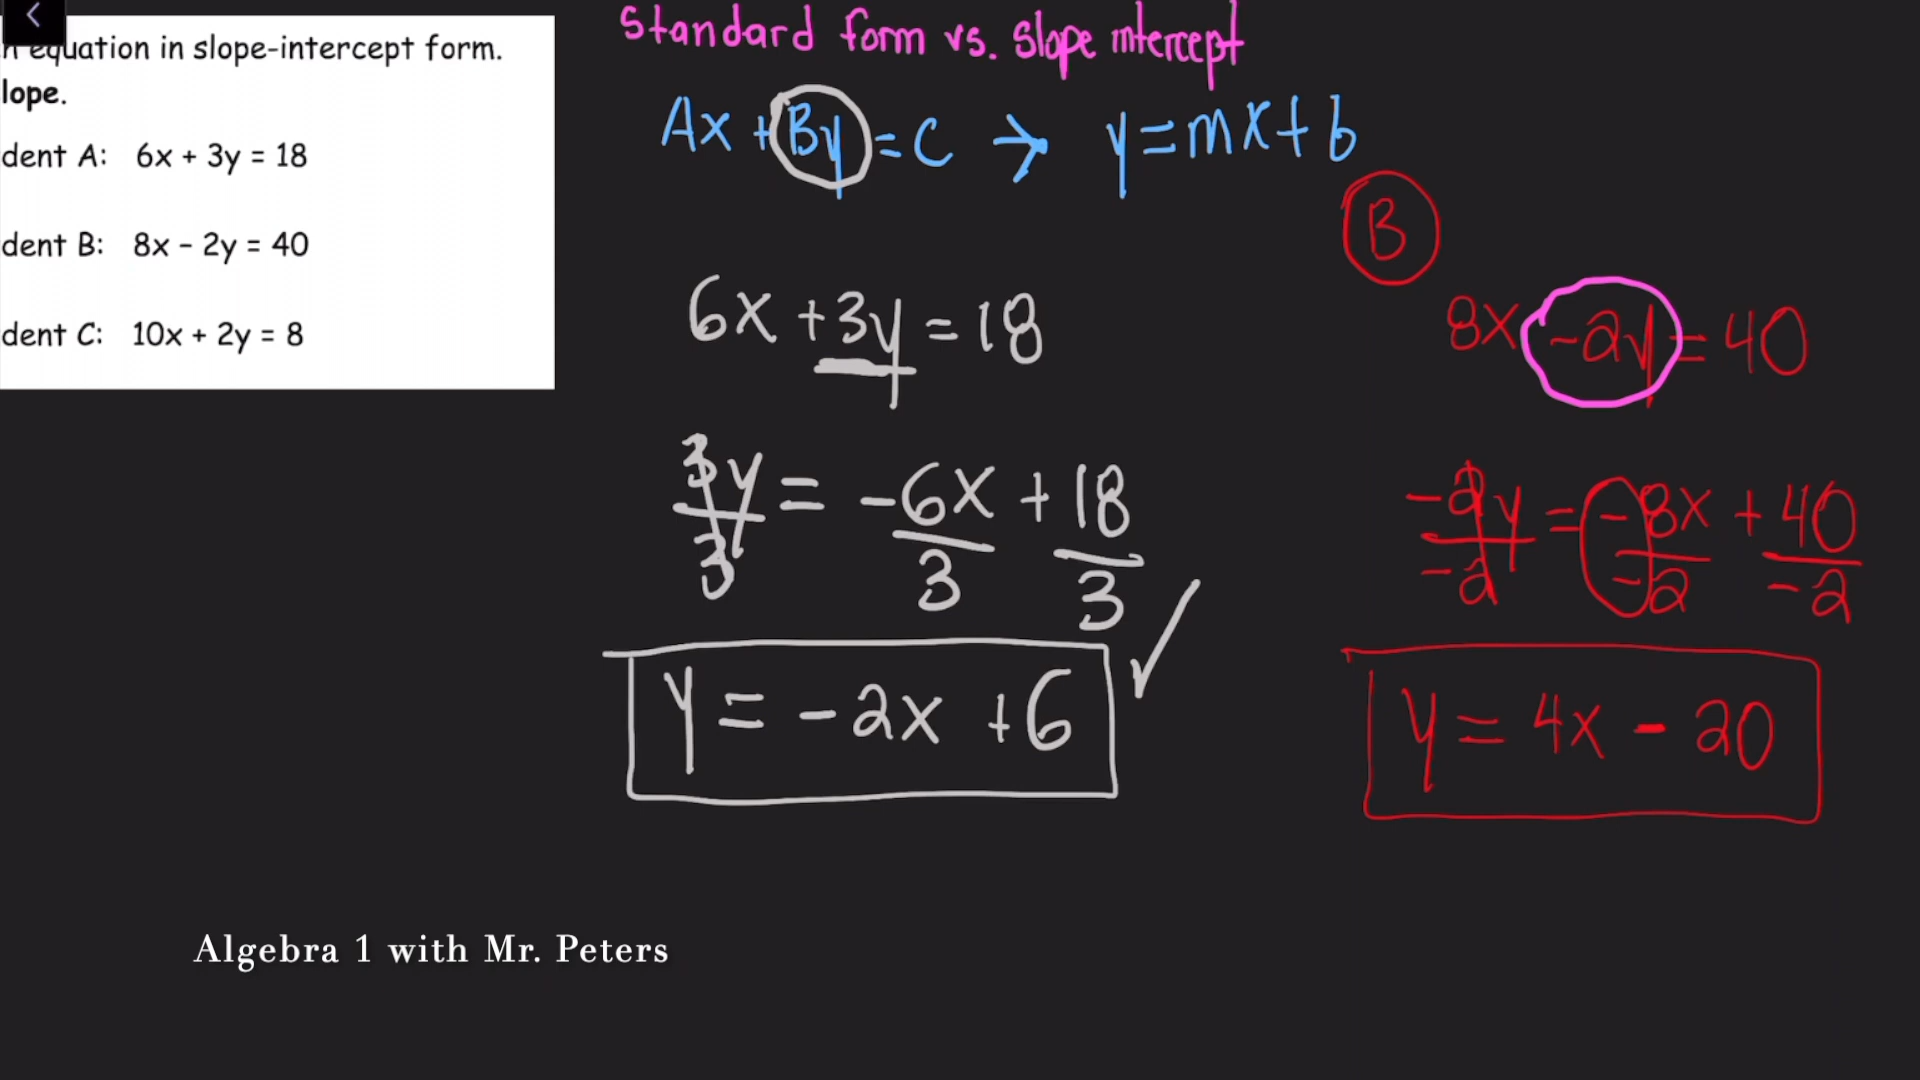 equation in slope-intercept form.
lope.
dent A: 6x + 3y = 18
dent B: 8x - 2y = 40
dent C: 10x + 2y = 8
Standard form vs. slope intercept
Ax + By = C → y = mx + b
6x + 3y = 18
3y = -6x + 18
3 3 3
y = -2x + 6
✓
B
8x - 2y = 40
-2y = -8x + 40
-2 -2 -2
y = 4x - 20
Algebra 1 with Mr. Peters